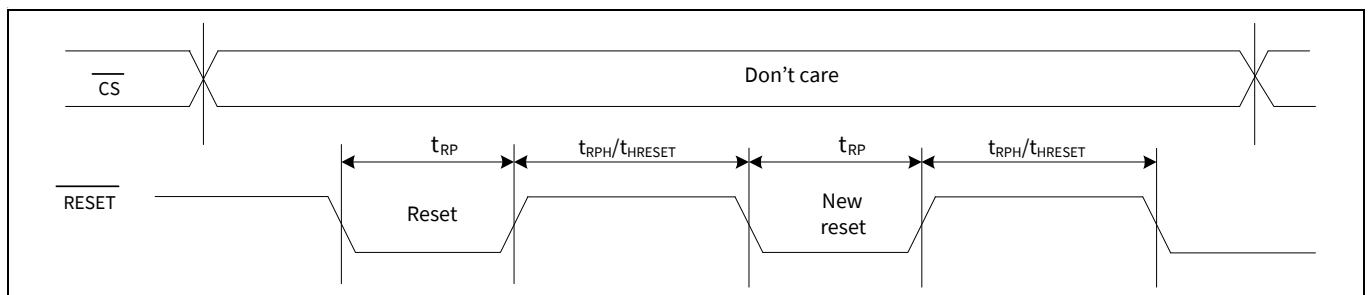 CS
Don't care
tRP
tRPH/tHRESET
tRP
tRPH/tHRESET
RESET
Reset
New
reset